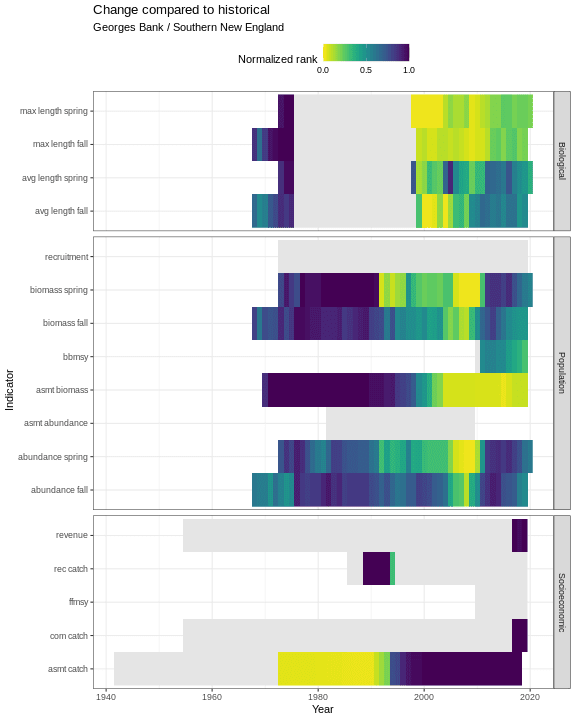 Change compared to historical
Georges Bank / Southern New England
Normalized rank
0.0 0.5 1.0
max length spring
max length fall
avg length spring
avg length fall
Biological
recruitment
biomass spring
biomass fall
bbmsy
asmt biomass
asmt abundance
abundance spring
abundance fall
Population
revenue
rec catch
ffmsy
com catch
asmt catch
Socioeconomic
Indicator
1940 1960 1980 2000 2020
Year